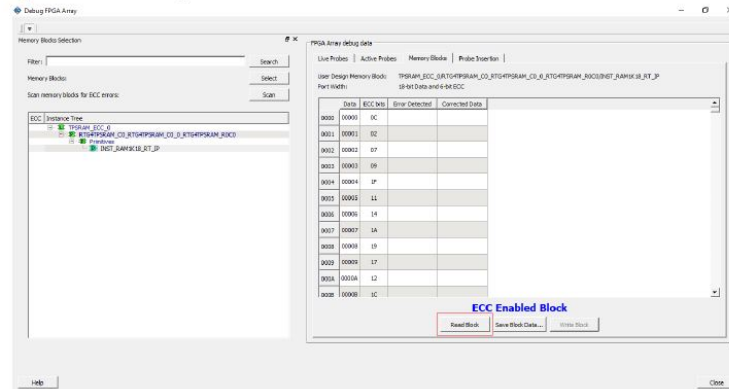 Debug FPGA Array
Memory Blocks Selection
Filter: Search
Memory Blocks: Select
Scan memory blocks for ECC errors: Scan
ECC Instance Tree
TPSRAM_ECC_0
RTG4TPSRAM_C0_RTG4TPSRAM_C0_0_RTG4TPSRAM_R0C0
Primitives
INST_RAM1K18_RT_IP
FPGA Array debug data
Live Probes Active Probes Memory Blocks Probe Insertion
User Design Memory Block: TPSRAM_ECC_0/RTG4TPSRAM_C0_RTG4TPSRAM_C0_0_RTG4TPSRAM_R0C0/INST_RAM1K18_RT_IP
Port Width: 18-bit Data and 6-bit ECC
Data ECC bits Error Detected Corrected Data
0000 00000 0C
0001 00001 02
0002 00002 07
0003 00003 09
0004 00004 1F
0005 00005 11
0006 00006 14
0007 00007 1A
0008 00008 19
0009 00009 17
000A 0000A 12
000B 0000B 1C
ECC Enabled Block
Read Block Save Block Data... Write Block
Help Close